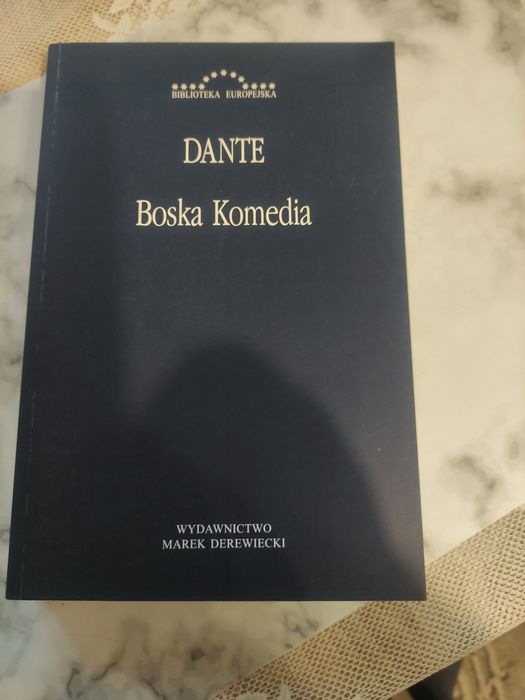 BIBLIOTEKA EUROPEJSKA
DANTE
Boska Komedia
WYDAWNICTWO
MAREK DEREWIECKI